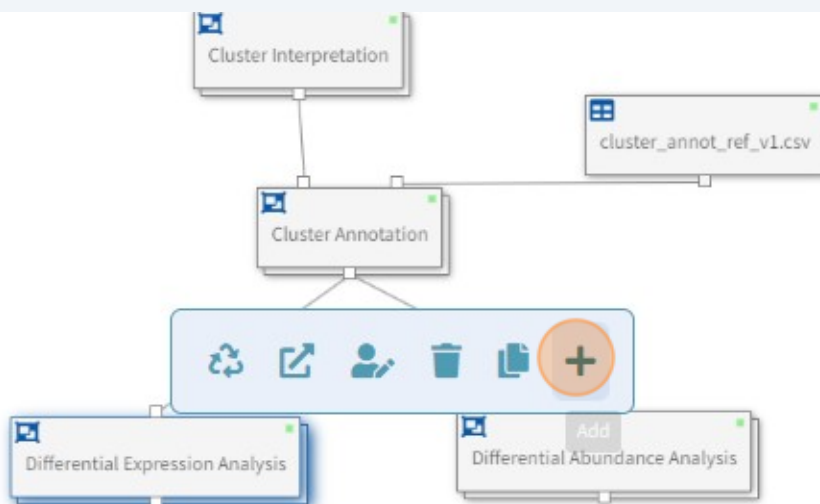 Cluster Interpretation
cluster_annot_ref_v1.csv
Cluster Annotation
Add
Differential Expression Analysis
Differential Abundance Analysis